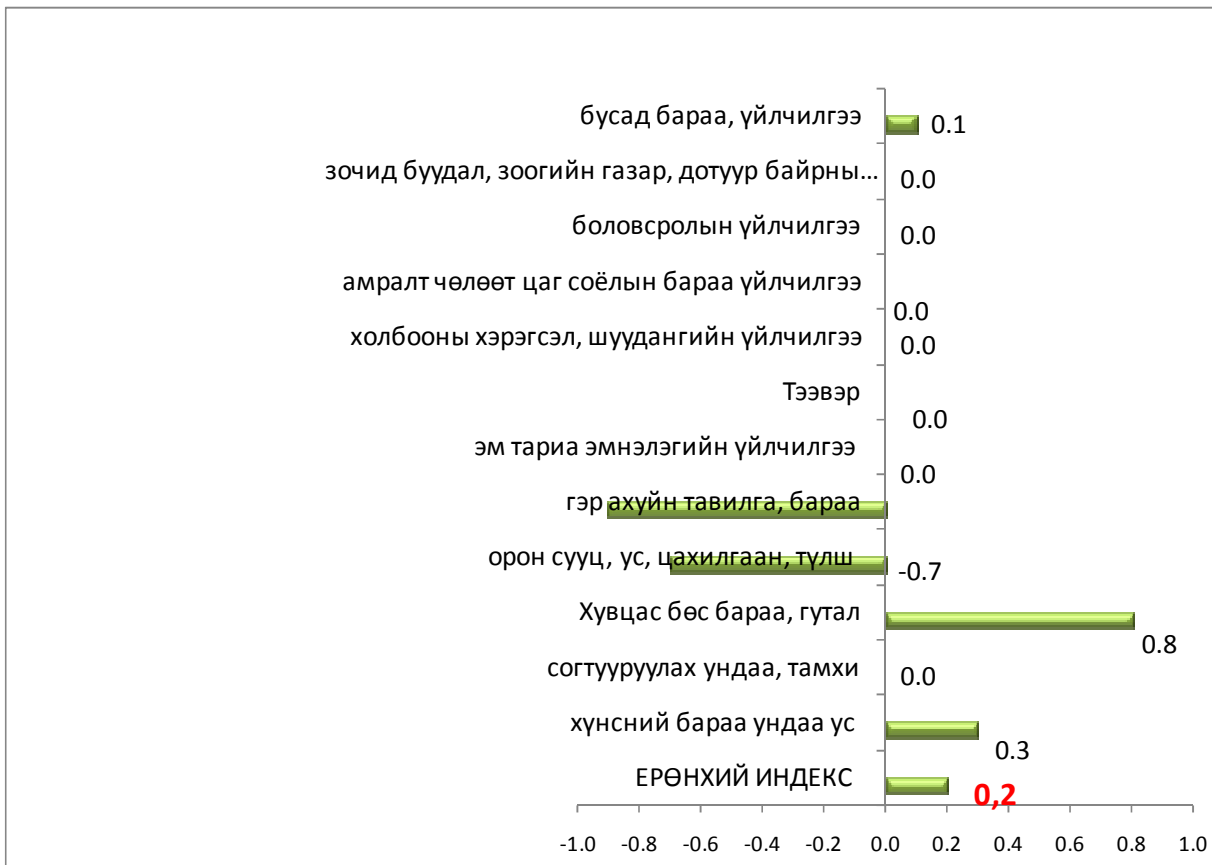 бусад бараа, үйлчилгээ 0.1
зочид буудал, зоогийн газар, дотуур байрны... 0.0
боловсролын үйлчилгээ 0.0
амралт чөлөөт цаг соёлын бараа үйлчилгээ 0.0
холбооны хэрэгсэл, шуудангийн үйлчилгээ 0.0
Тээвэр 0.0
эм тариа эмнэлэгийн үйлчилгээ 0.0
гэр ахуйн тавилга, бараа
орон сууц, ус, цахилгаан, түлш -0.7
Хувцас бөс бараа, гутал 0.8
согтууруулах ундаа, тамхи 0.0
хүнсний бараа ундаа ус 0.3
ЕРӨНХИЙ ИНДЕКС 0,2
-1.0 -0.8 -0.6 -0.4 -0.2 0.0 0.2 0.4 0.6 0.8 1.0